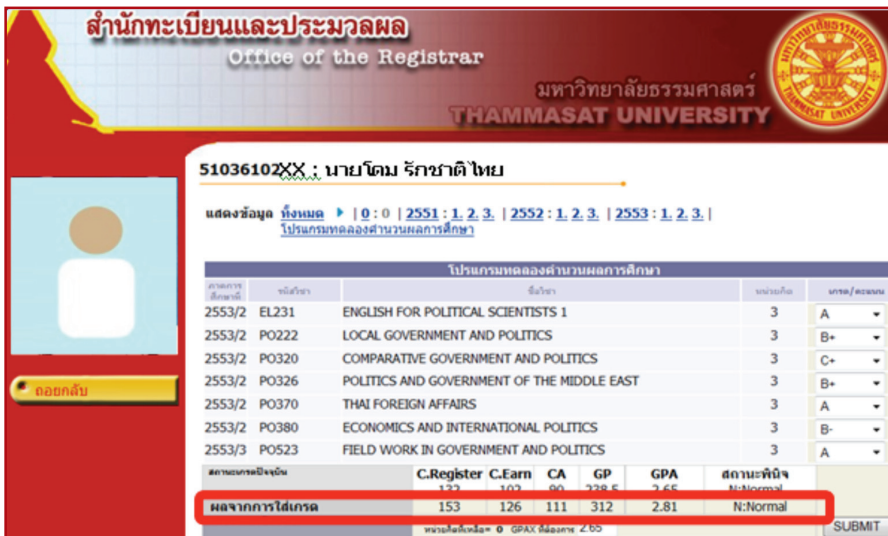 สำนักทะเบียนและประมวลผล
Office of the Registrar
มหาวิทยาลัยธรรมศาสตร์
THAMMASAT UNIVERSITY
51036102XX : นายโดม รักชาติไทย
แสดงข้อมูล ทั้งหมด | 0 : 0 | 2551 : 1. 2. 3. | 2552 : 1. 2. 3. | 2553 : 1. 2. 3. |
โปรแกรมทดลองคำนวนผลการศึกษา
โปรแกรมทดลองคำนวนผลการศึกษา
ภาคการศึกษาที่ รหัสวิชา ชื่อวิชา หน่วยกิต เกรด/คะแนน
2553/2 EL231 ENGLISH FOR POLITICAL SCIENTISTS 1 3 A
2553/2 PO222 LOCAL GOVERNMENT AND POLITICS 3 B+
2553/2 PO320 COMPARATIVE GOVERNMENT AND POLITICS 3 C+
2553/2 PO326 POLITICS AND GOVERNMENT OF THE MIDDLE EAST 3 B+
2553/2 PO370 THAI FOREIGN AFFAIRS 3 A
2553/2 PO380 ECONOMICS AND INTERNATIONAL POLITICS 3 B-
2553/3 PO523 FIELD WORK IN GOVERNMENT AND POLITICS 3 A
ถอยกลับ
สถานะเกรดปัจจุบัน C.Register C.Earn CA GP GPA สถานะพินิจ
132 102 90 238.5 2.65 N:Normal
ผลจากการใส่เกรด 153 126 111 312 2.81 N:Normal
หน่วยกิตที่เหลือ= 0 GPAX ที่ต้องการ 2.65
SUBMIT